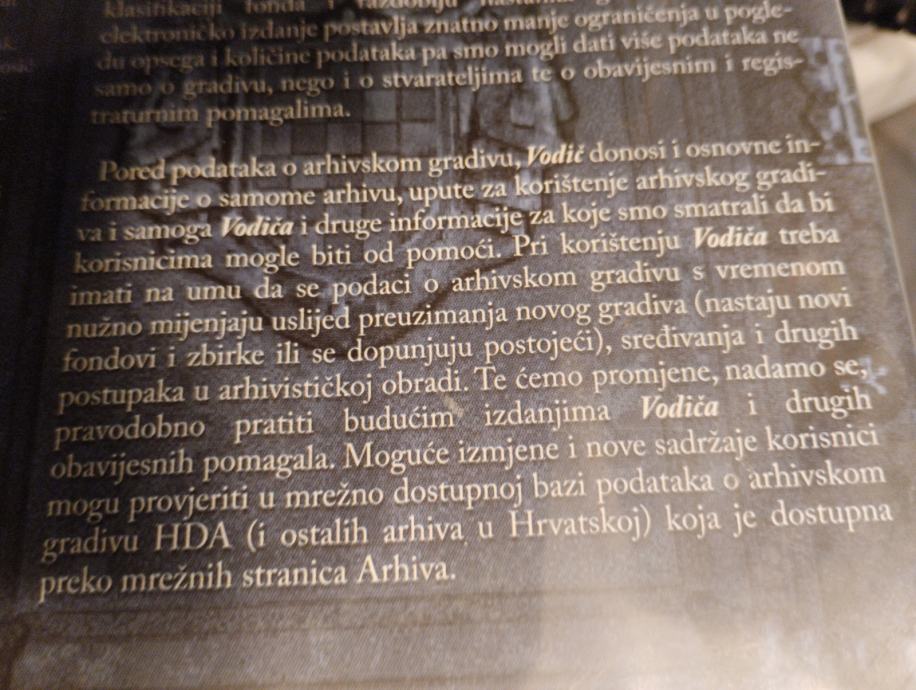 klasifikaciji fonda i razdoblju
elektroničko izdanje postavlja znatno manje ograničenja u pogle-
du opsega i količine podataka pa smo mogli dati više podataka ne
samo o gradivu, nego i o stvarateljima te o obavijesnim i regis-
traturnim pomagalima.
Pored podataka o arhivskom gradivu, Vodič donosi i osnovne in-
formacije o samome arhivu, upute za korištenje arhivskog gradi-
va i samoga Vodiča i druge informacije za koje smo smatrali da bi
korisnicima mogle biti od pomoći. Pri korištenju Vodiča treba
imati na umu da se podaci o arhivskom gradivu s vremenom
nužno mijenjaju uslijed preuzimanja novog gradiva (nastaju novi
fondovi i zbirke ili se dopunjuju postojeći), sređivanja i drugih
postupaka u arhivističkoj obradi. Te ćemo promjene, nadamo se,
pravodobno pratiti budućim izdanjima Vodiča i drugih
obavijesnih pomagala. Moguće izmjene i nove sadržaje korisnici
mogu provjeriti u mrežno dostupnoj bazi podataka o arhivskom
gradivu HDA (i ostalih arhiva u Hrvatskoj) koja je dostupna
preko mrežnih stranica Arhiva.